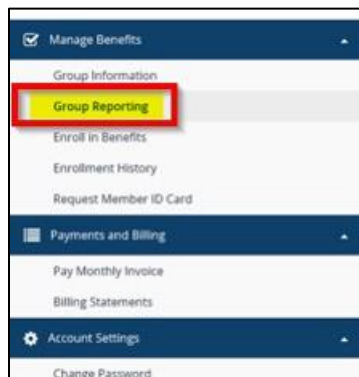 Manage Benefits
Group Information
Group Reporting
Enroll in Benefits
Enrollment History
Request Member ID Card
Payments and Billing
Pay Monthly Invoice
Billing Statements
Account Settings
Change Password